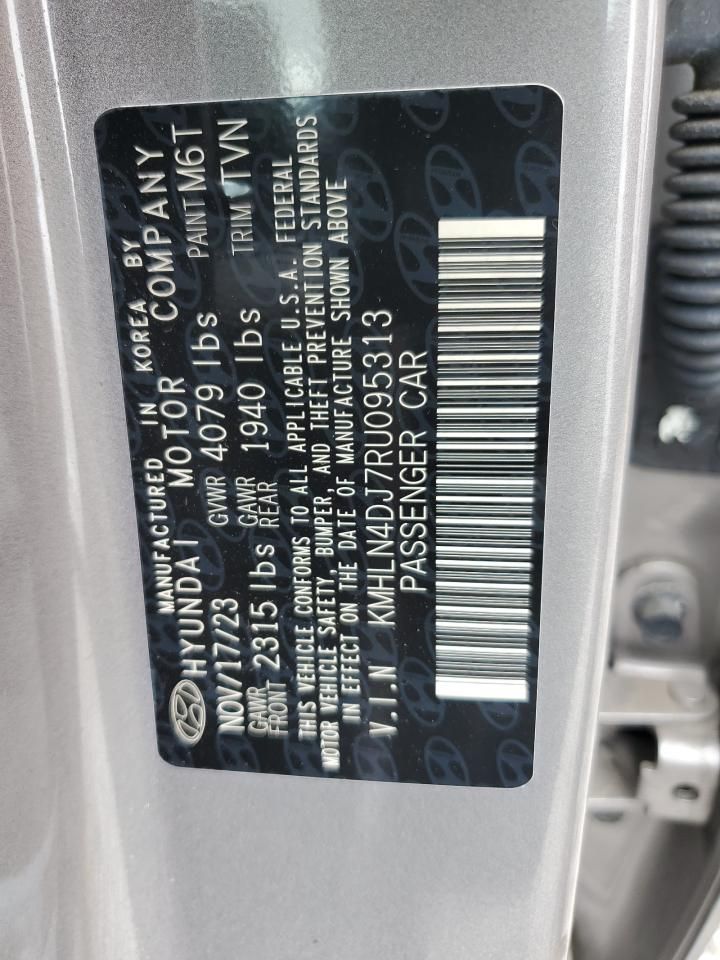 MANUFACTURED IN KOREA BY
HYUNDAI MOTOR COMPANY
NOV/17/23 GVWR 4079 lbs PAINT M6T
GAWR FRONT 2315 lbs GAWR REAR 1940 lbs TRIM TVN
THIS VEHICLE CONFORMS TO ALL APPLICABLE U.S.A. FEDERAL
MOTOR VEHICLE SAFETY, BUMPER, AND THEFT PREVENTION STANDARDS
IN EFFECT ON THE DATE OF MANUFACTURE SHOWN ABOVE
V.I.N KMHLN4DJ7RU095313
PASSENGER CAR